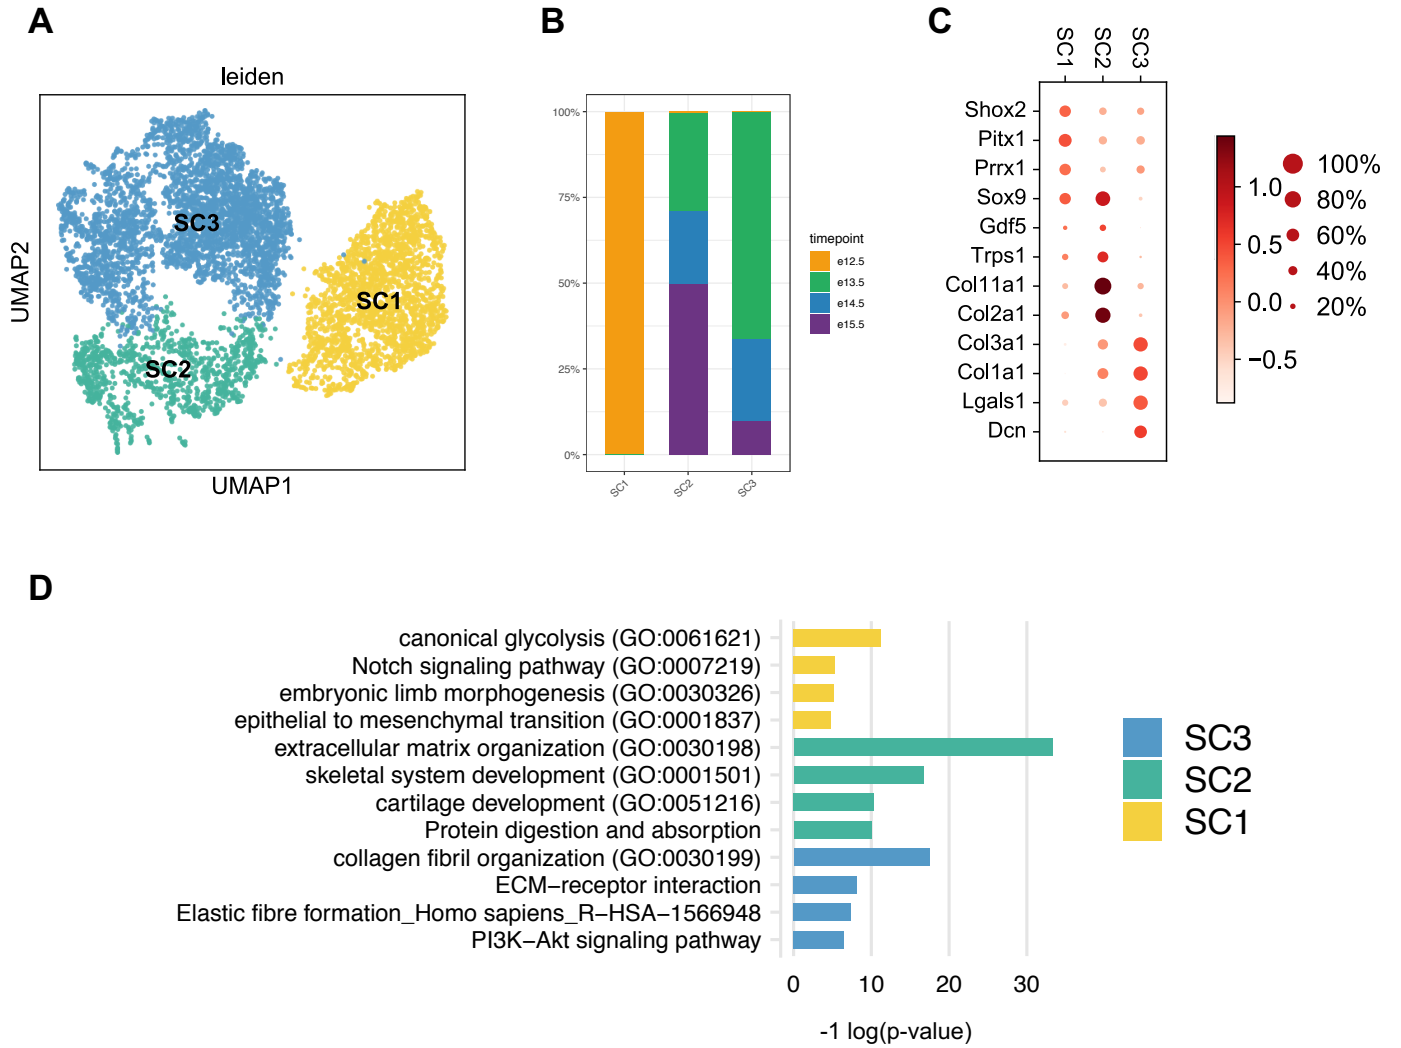 A
leiden
SC3
SC1
SC2
UMAP2
UMAP1
B
100%
75%
50%
25%
0%
SC1
SC2
SC3
timepoint
e12.5
e13.5
e14.5
e15.5
C
SC1
SC2
SC3
Shox2
Pitx1
Prrx1
Sox9
Gdf5
Trps1
Col11a1
Col2a1
Col3a1
Col1a1
Lgals1
Dcn
1.0
0.5
0.0
−0.5
100%
80%
60%
40%
20%
D
canonical glycolysis (GO:0061621)
Notch signaling pathway (GO:0007219)
embryonic limb morphogenesis (GO:0030326)
epithelial to mesenchymal transition (GO:0001837)
extracellular matrix organization (GO:0030198)
skeletal system development (GO:0001501)
cartilage development (GO:0051216)
Protein digestion and absorption
collagen fibril organization (GO:0030199)
ECM−receptor interaction
Elastic fibre formation_Homo sapiens_R−HSA−1566948
PI3K−Akt signaling pathway
0
10
20
30
-1 log(p-value)
SC3
SC2
SC1